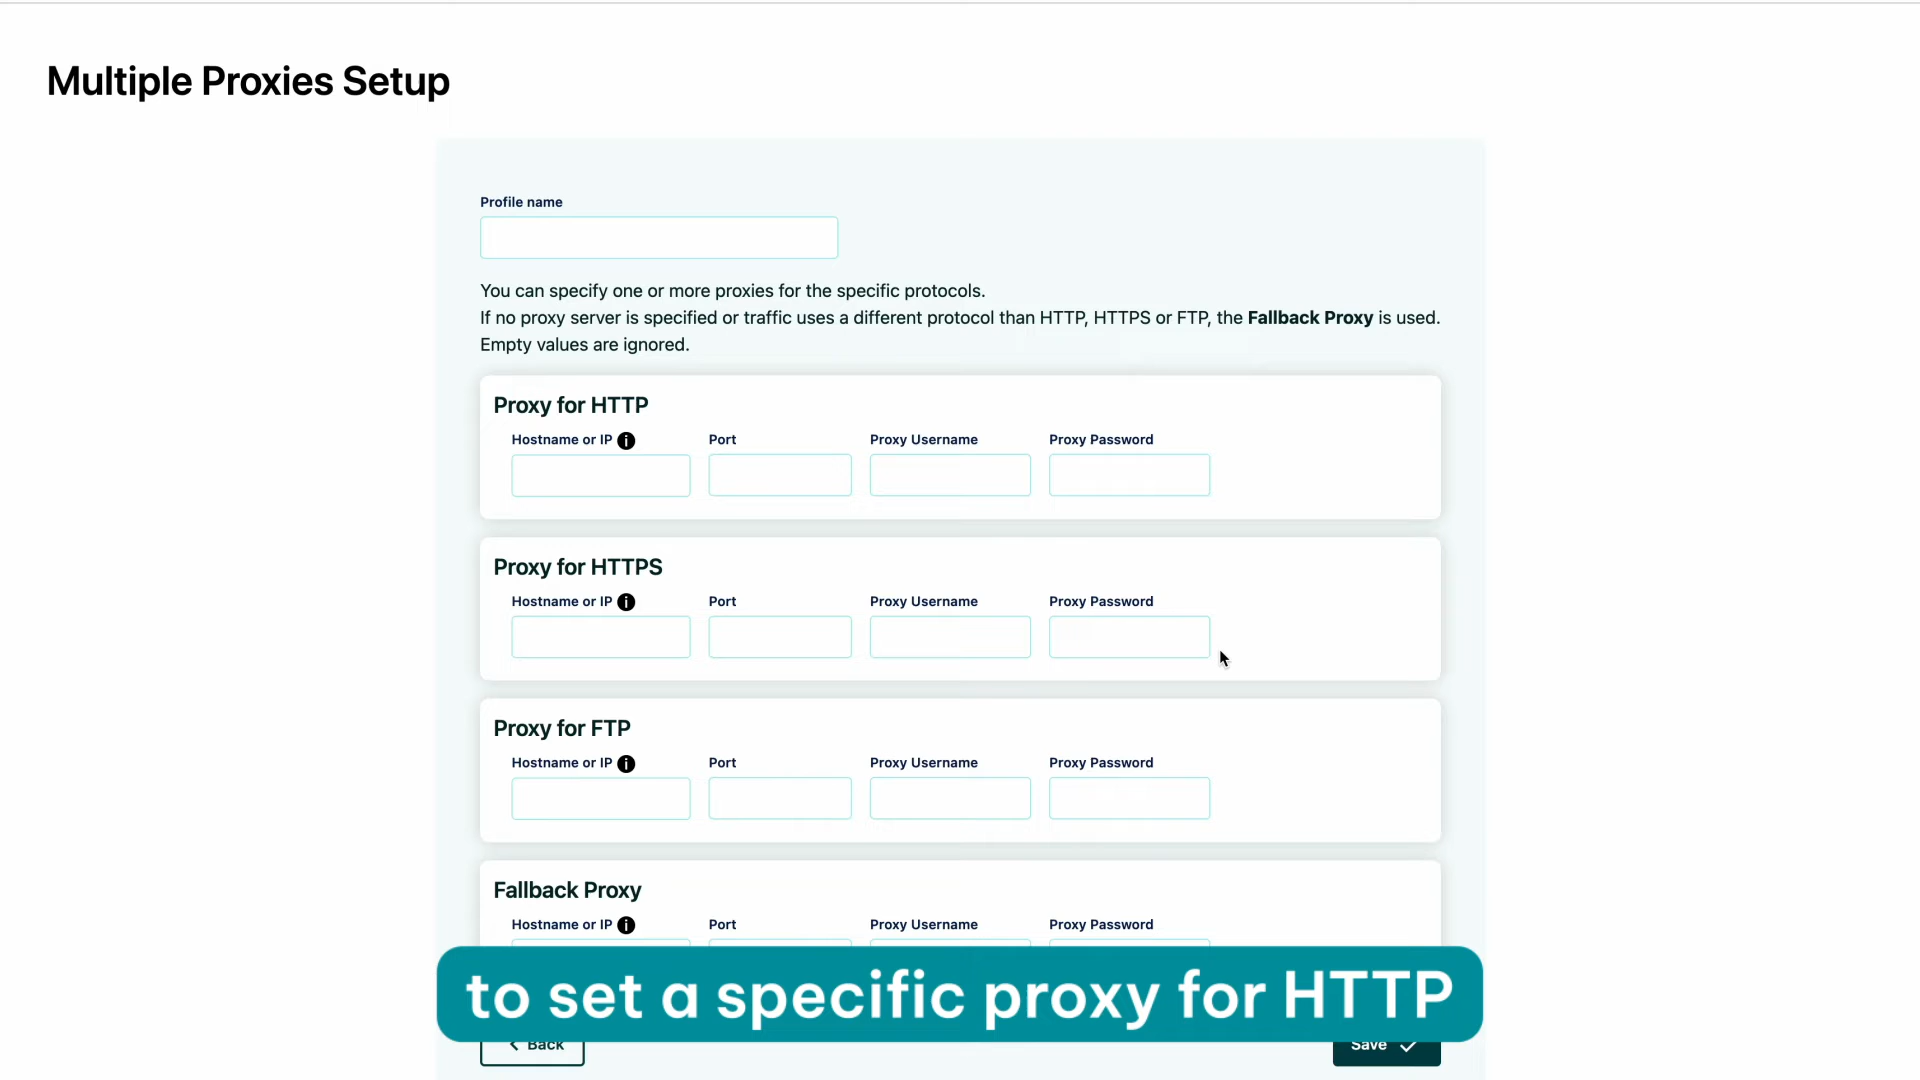 Multiple Proxies Setup
Profile name
You can specify one or more proxies for the specific protocols.
If no proxy server is specified or traffic uses a different protocol than HTTP, HTTPS or FTP, the Fallback Proxy is used.
Empty values are ignored.
Proxy for HTTP
Hostname or IP i Port Proxy Username Proxy Password
Proxy for HTTPS
Hostname or IP i Port Proxy Username Proxy Password
Proxy for FTP
Hostname or IP i Port Proxy Username Proxy Password
Fallback Proxy
Hostname or IP i Port Proxy Username Proxy Password
to set a specific proxy for HTTP
Back Save